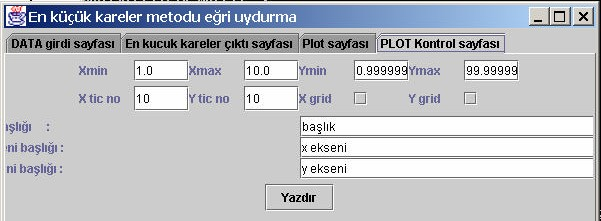 En küçük kareler metodu eğri uydurma
DATA girdi sayfası En kucuk kareler çıktı sayfası Plot sayfası PLOT Kontrol sayfası
Xmin 1.0 Xmax 10.0 Ymin 0.999999 Ymax 99.99999
X tic no 10 Y tic no 10 X grid Y grid
aşlığı : başlık
eni başlığı : x ekseni
ni başlığı : y ekseni
Yazdır